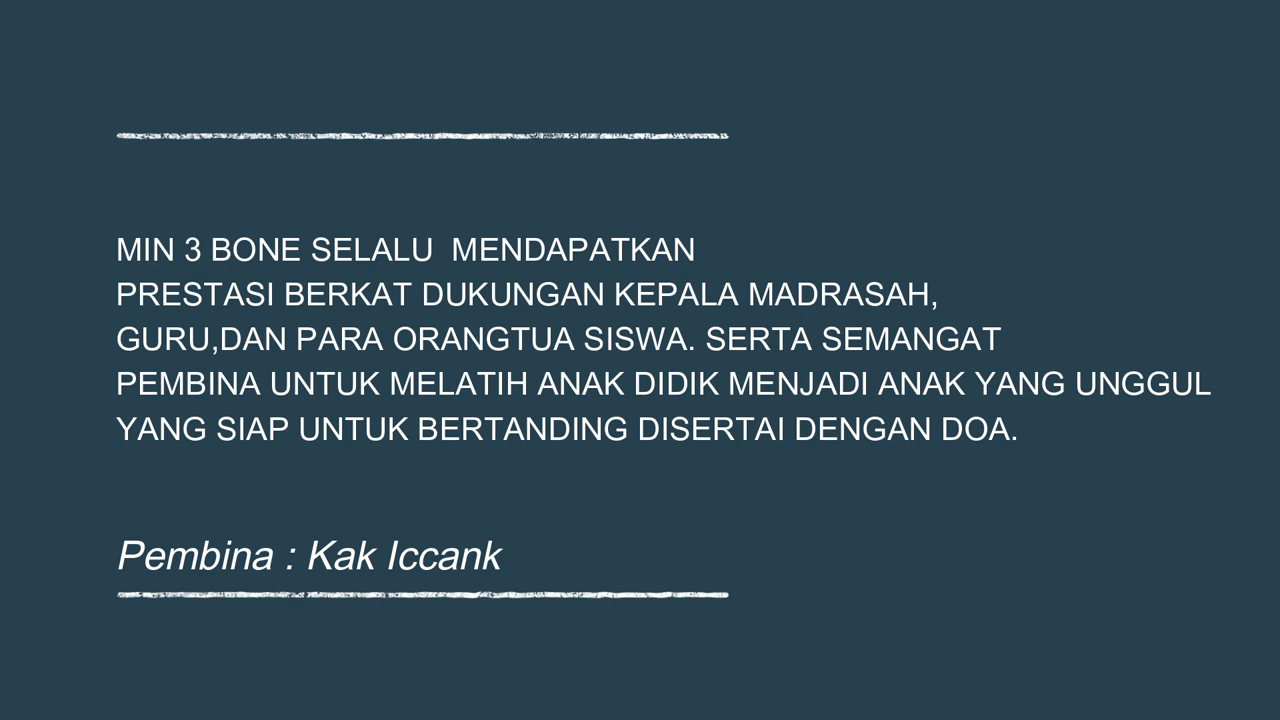 MIN 3 BONE SELALU  MENDAPATKAN
PRESTASI BERKAT DUKUNGAN KEPALA MADRASAH,
GURU,DAN PARA ORANGTUA SISWA. SERTA SEMANGAT
PEMBINA UNTUK MELATIH ANAK DIDIK MENJADI ANAK YANG UNGGUL
YANG SIAP UNTUK BERTANDING DISERTAI DENGAN DOA.
Pembina : Kak Iccank